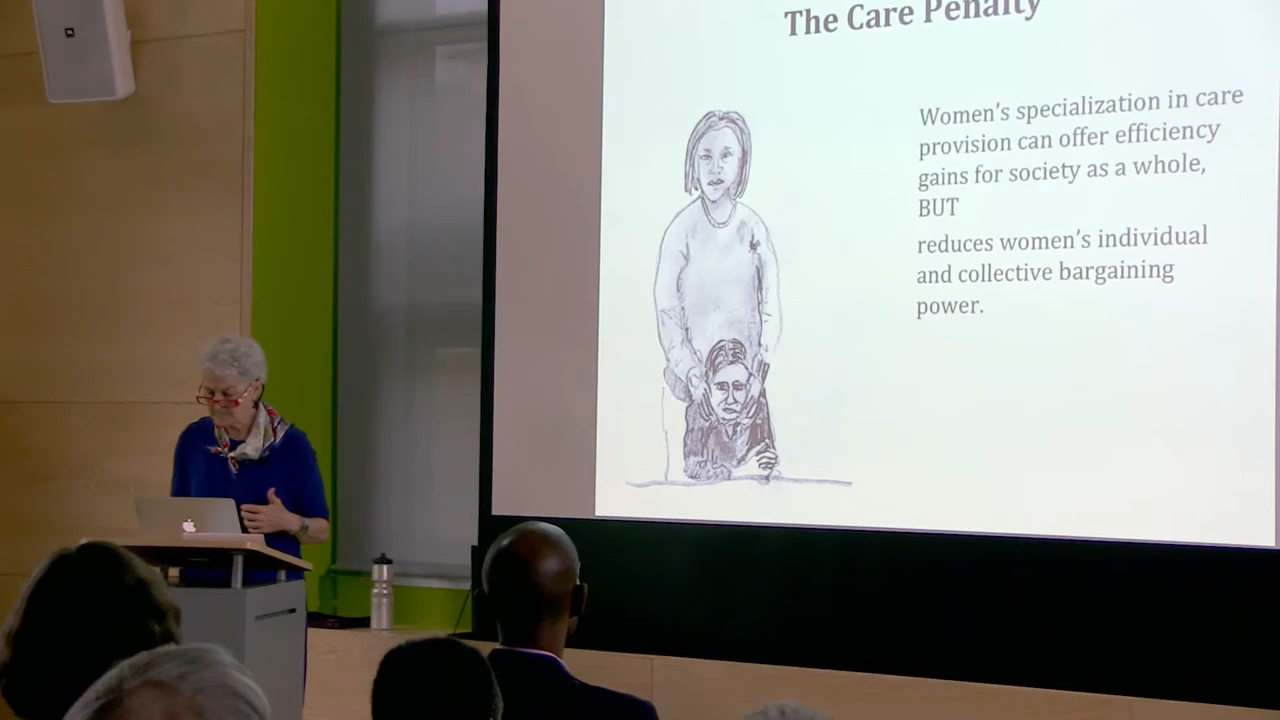 The Care Penalty
Women's specialization in care
provision can offer efficiency
gains for society as a whole,
BUT
reduces women's individual
and collective bargaining
power.